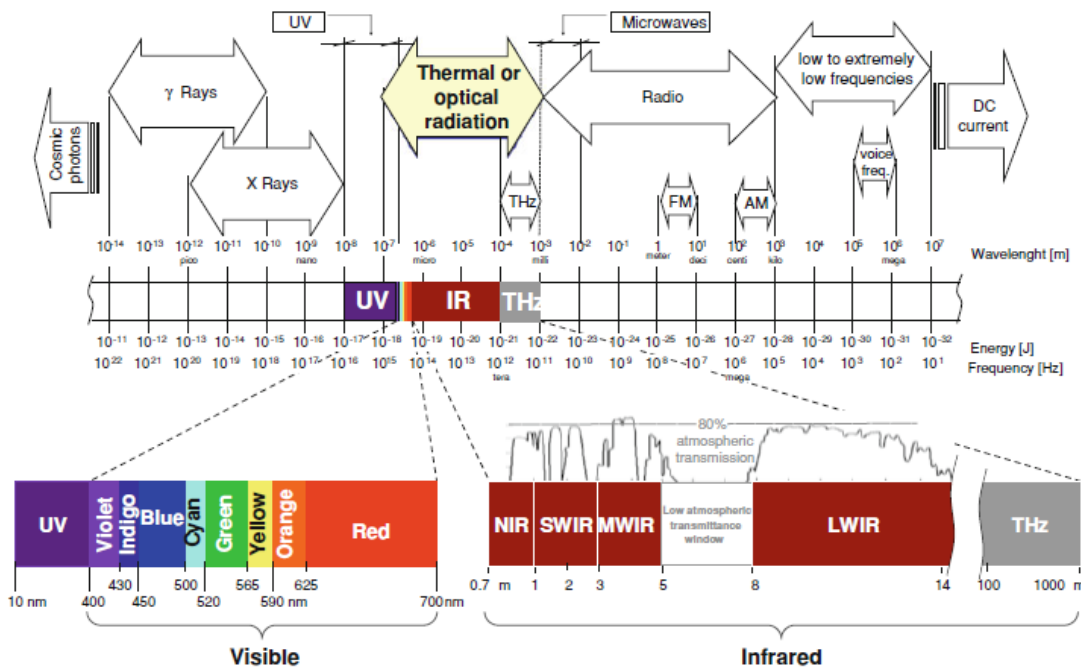 UV
Microwaves
γ Rays
Thermal or
optical
radiation
Radio
low to extremely
low frequencies
DC
current
Cosmic
photons
X Rays
THz
FM
AM
voice
freq.
10-14 10-13 10-12 10-11 10-10 10-9 10-8 10-7 10-6 10-5 10-4 10-3 10-2 10-1 1 101 102 103 104 105 106 107 Wavelenght [m]
pico nano micro milli meter deci centi kilo mega
UV IR THz
10-11 10-12 10-13 10-14 10-15 10-16 10-17 10-18 10-19 10-20 10-21 10-22 10-23 10-24 10-25 10-26 10-27 10-28 10-29 10-30 10-31 10-32 Energy [J]
1022 1021 1020 1019 1018 1017 1016 1015 1014 1013 1012 1011 1010 109 108 107 106 105 104 103 102 101 Frequency [Hz]
tera mega
80%
atmospheric
transmission
UV Violet Indigo Blue Cyan Green Yellow Orange Red
NIR SWIR MWIR
Low atmospheric
transmittance
window
LWIR THz
430 500 565 625
10 nm 400 450 520 590 nm 700 nm
0.7 m 1 2 3 5 8 14 100 1000 m
Visible Infrared